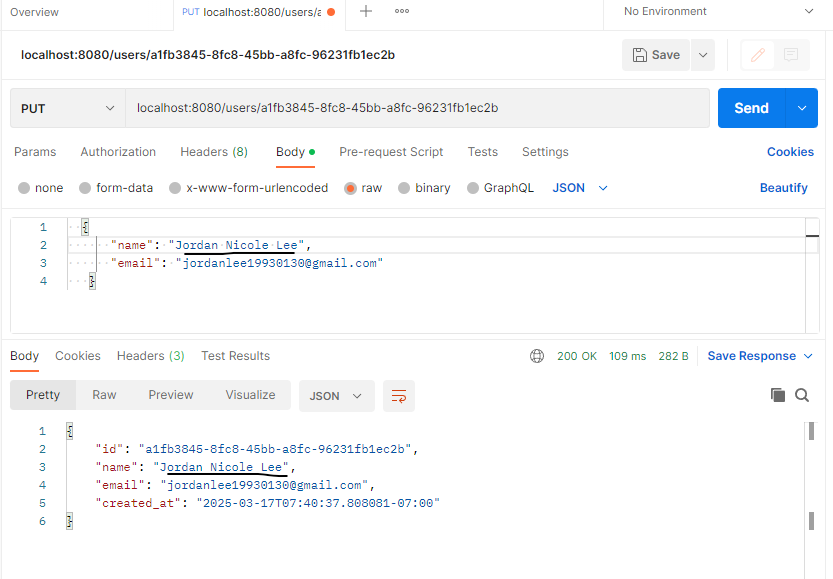 Overview
PUT localhost:8080/users/a
No Environment
localhost:8080/users/a1fb3845-8fc8-45bb-a8fc-96231fb1ec2b
Save
PUT
localhost:8080/users/a1fb3845-8fc8-45bb-a8fc-96231fb1ec2b
Send
Params Authorization Headers (8) Body Pre-request Script Tests Settings Cookies
none form-data x-www-form-urlencoded raw binary GraphQL JSON Beautify
1 {
2 "name": "Jordan Nicole Lee",
3 "email": "jordanlee19930130@gmail.com"
4 }
Body Cookies Headers (3) Test Results 200 OK 109 ms 282 B Save Response
Pretty Raw Preview Visualize JSON
1 {
2 "id": "a1fb3845-8fc8-45bb-a8fc-96231fb1ec2b",
3 "name": "Jordan Nicole Lee",
4 "email": "jordanlee19930130@gmail.com",
5 "created_at": "2025-03-17T07:40:37.808081-07:00"
6 }